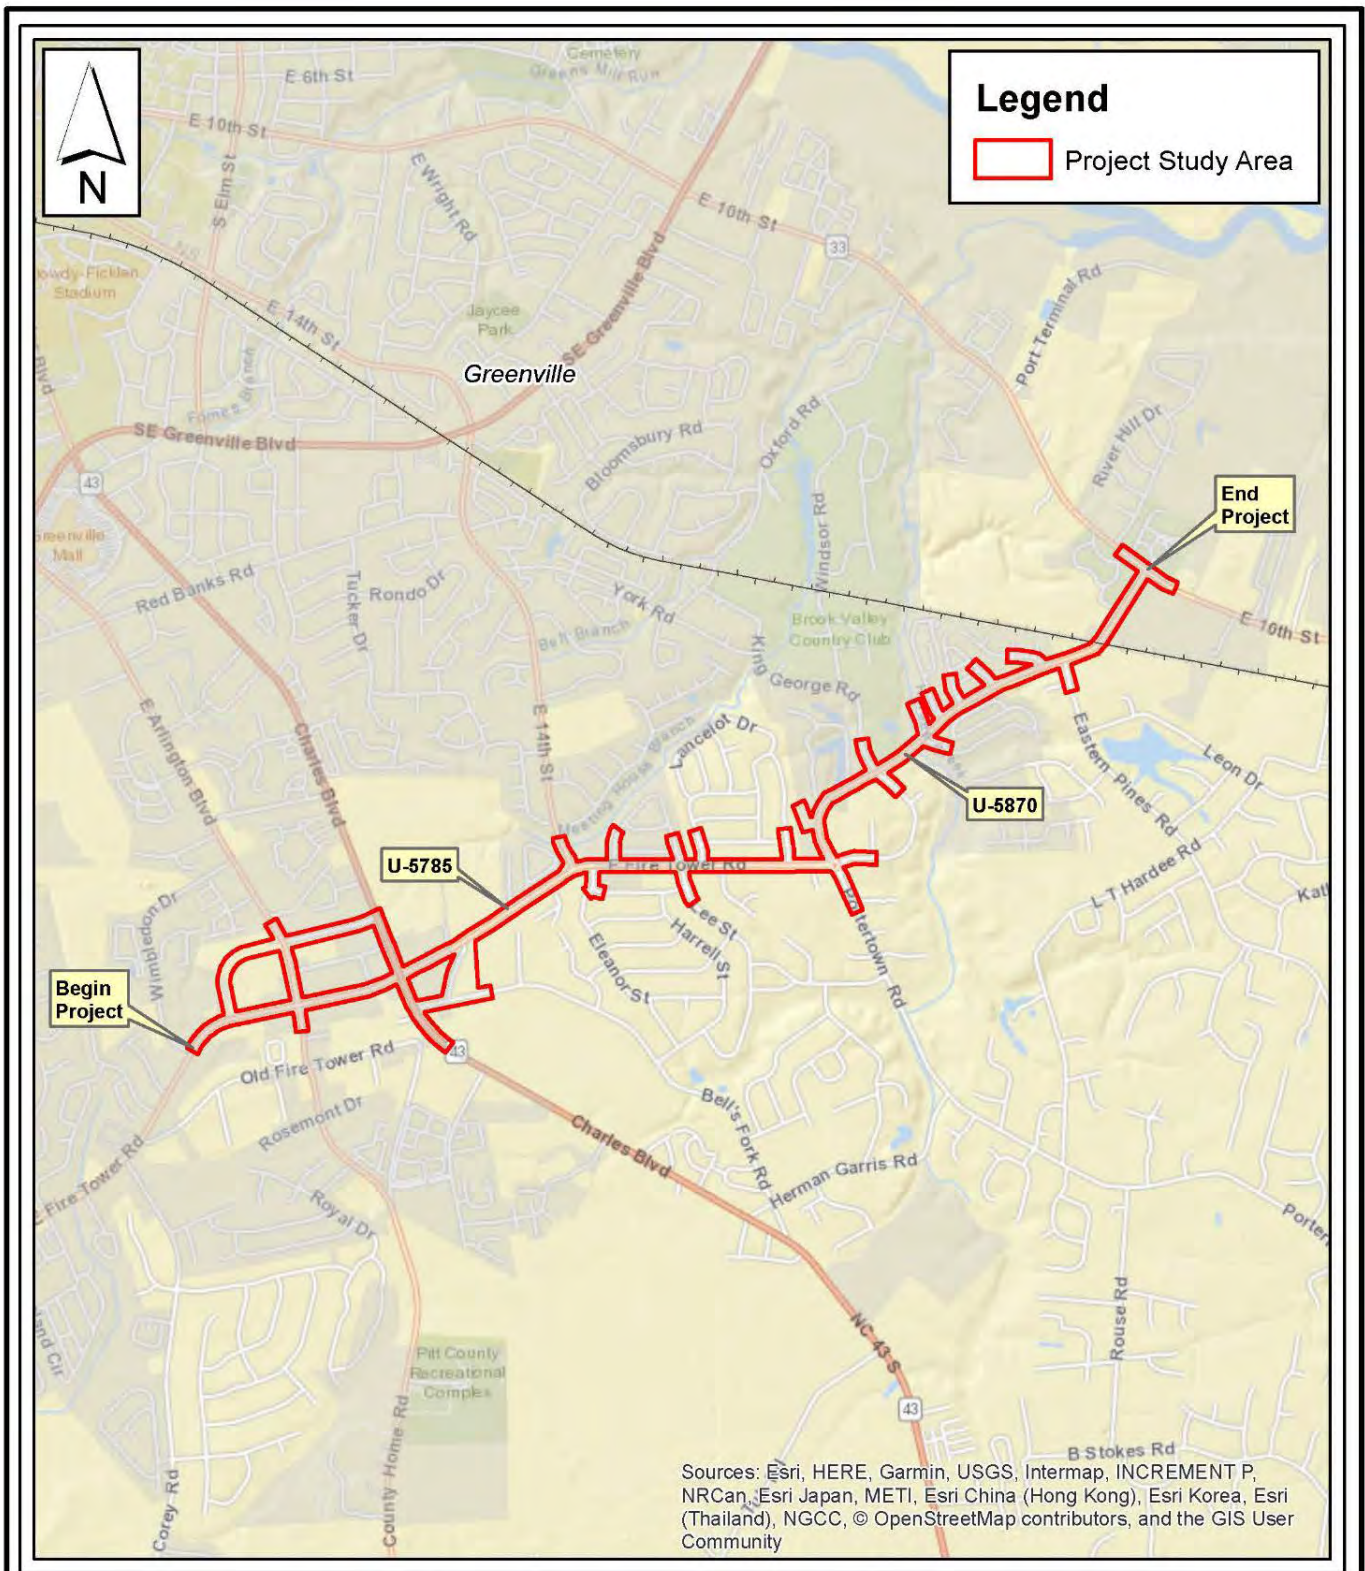 Cemetery
Greens Mill Run
E 6th St
Legend
Project Study Area
N
E 10th St
S Elm St
E Wright Rd
E 10th St
33
Stadium
Jaycee
Park
E 14th St
Port Terminal Rd
SE Greenville Blvd
Greenville
Blvd
SE Greenville Blvd
Bloomsbury Rd
Oxford Rd
River Hill Dr
43
End
Project
Mall
Windsor Rd
Red Banks Rd
Tucker Dr
Rondo Dr
York Rd
Bell Branch
Brook Valley
Country Club
E 10th St
King George Rd
E Arlington Blvd
Charles Blvd
E 14th St
Lancelot Dr
Meeting House Branch
Eastern Pines Rd
Leon Dr
U-5870
U-5785
E Fire Tower Rd
L T Hardee Rd
Wimbledon Dr
Lee St
Harrell St
Eleanor St
Portertown Rd
Begin
Project
Old Fire Tower Rd
43
Rosemont Dr
Bell's Fork Rd
Charles Blvd
Herman Garris Rd
E Fire Tower Rd
Royal Dr
Rouse Rd
NC 43 S
Pitt County
Recreational
Complex
43
County Home Rd
Corey Rd
B Stokes Rd
Sources: Esri, HERE, Garmin, USGS, Intermap, INCREMENT P,
NRCan, Esri Japan, METI, Esri China (Hong Kong), Esri Korea, Esri
(Thailand), NGCC, © OpenStreetMap contributors, and the GIS User
Community